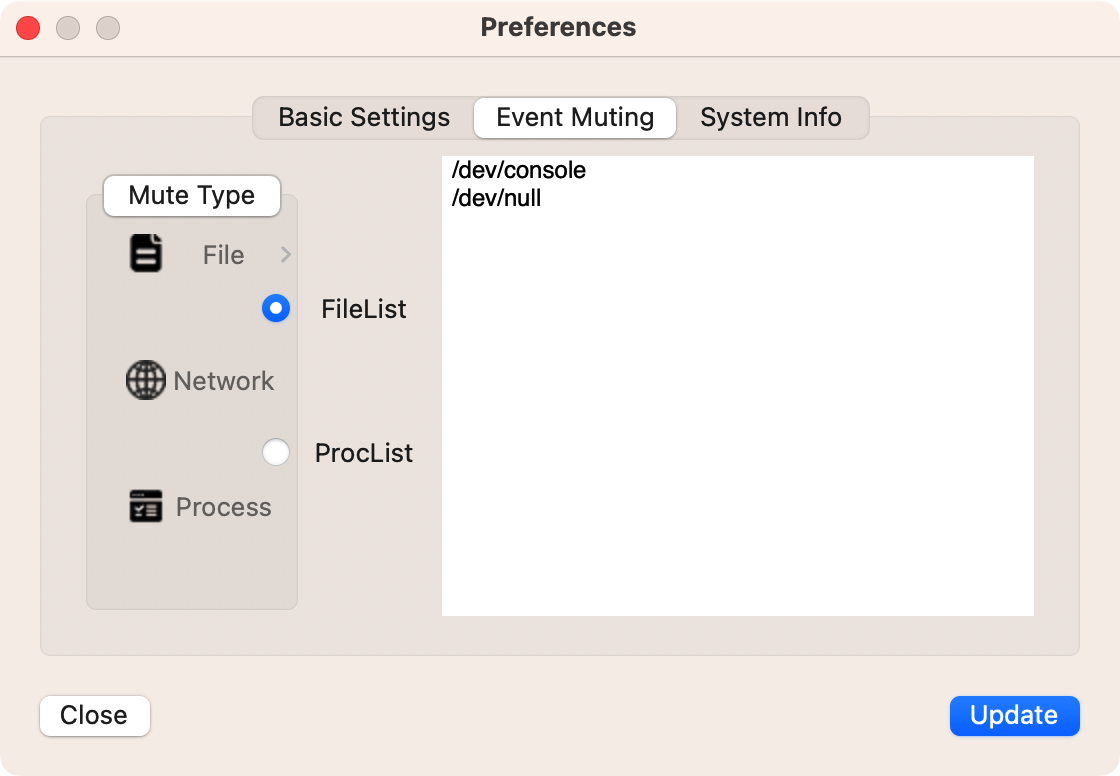 Preferences
Basic Settings
Event Muting
System Info
Mute Type
File
FileList
Network
ProcList
Process
/dev/console
/dev/null
Close
Update